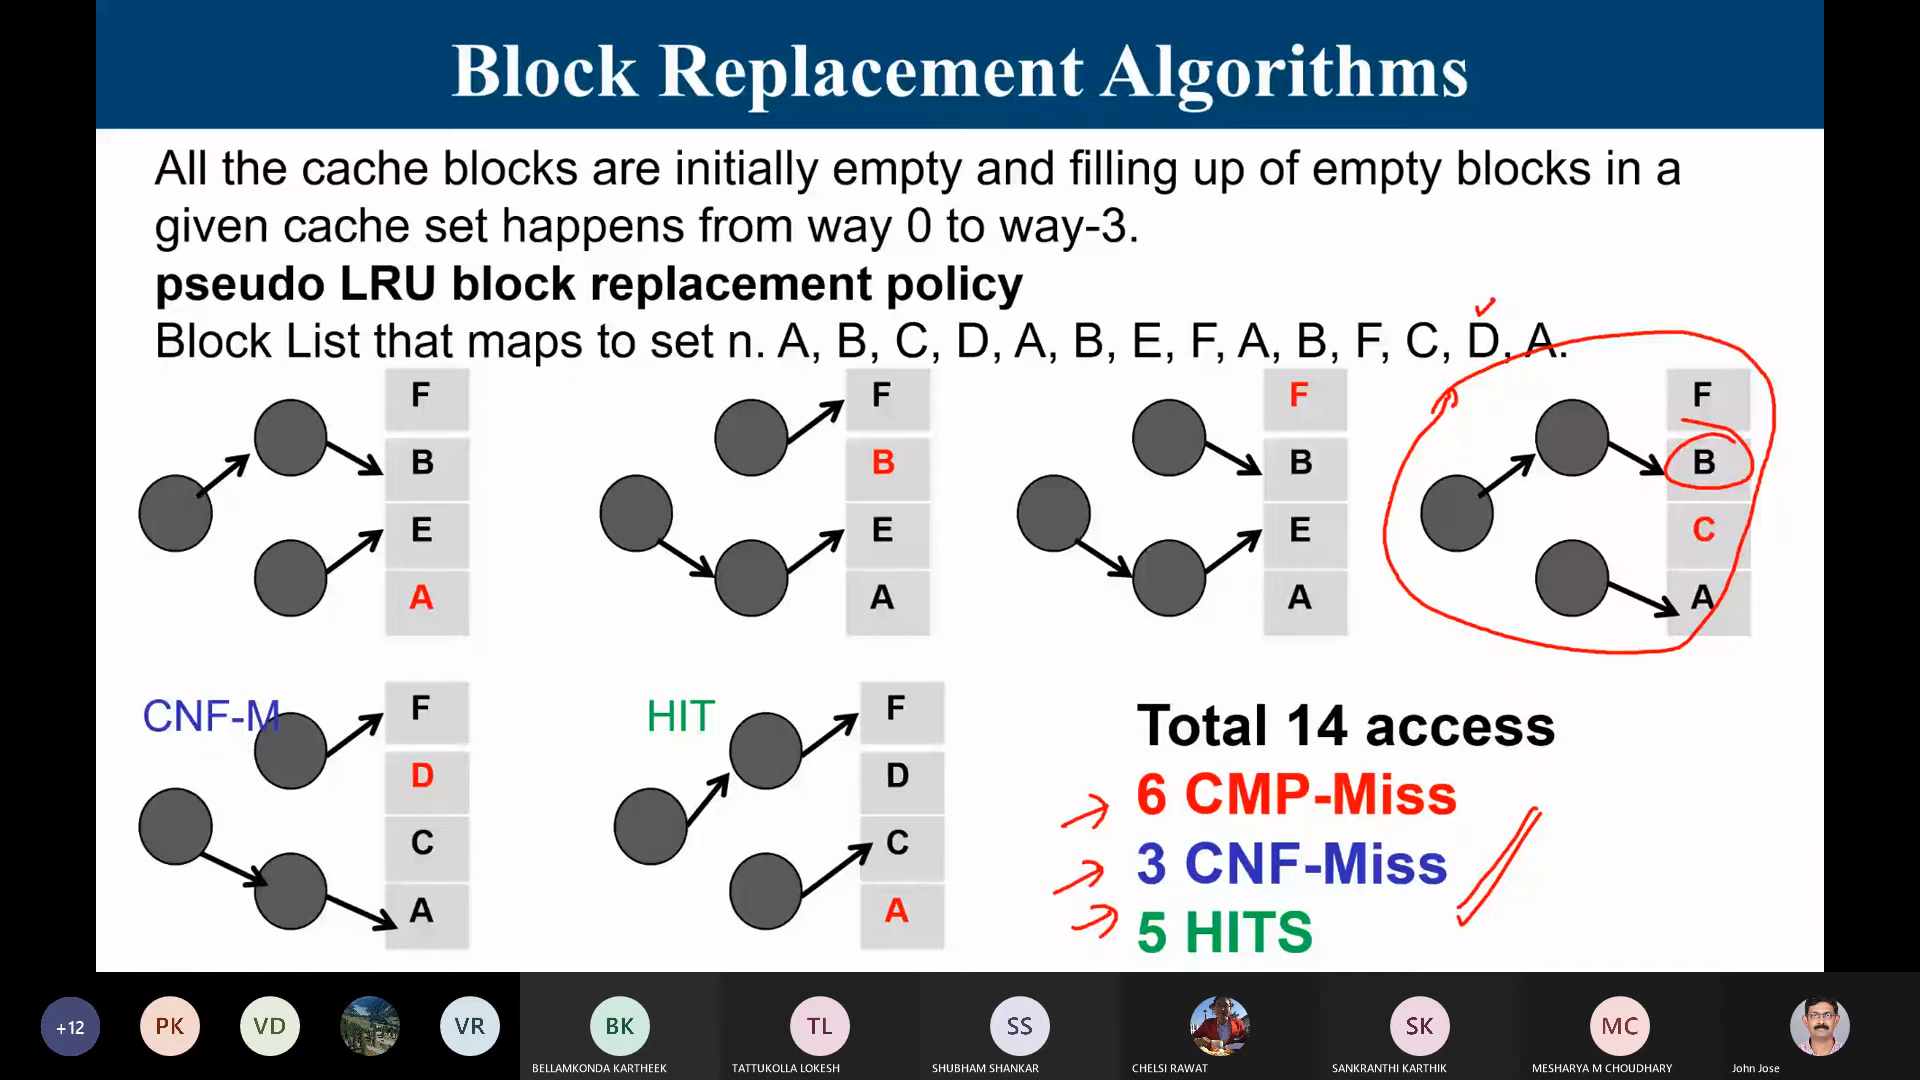 Block Replacement Algorithms
All the cache blocks are initially empty and filling up of empty blocks in a
given cache set happens from way 0 to way-3.
pseudo LRU block replacement policy
Block List that maps to set n. A, B, C, D, A, B, E, F, A, B, F, C, D, A.
F
B
E
A
F
B
E
A
F
B
E
A
F
B
C
A
CNF-M
F
D
C
A
HIT
F
D
C
A
Total 14 access
6 CMP-Miss
3 CNF-Miss
5 HITS
+12
PK
VD
VR
BK
BELLAMKONDA KARTHEEK
TL
TATTUKOLLA LOKESH
SS
SHUBHAM SHANKAR
CHELSI RAWAT
SK
SANKRANTHI KARTHIK
MC
MESHARYA M CHOUDHARY
John Jose